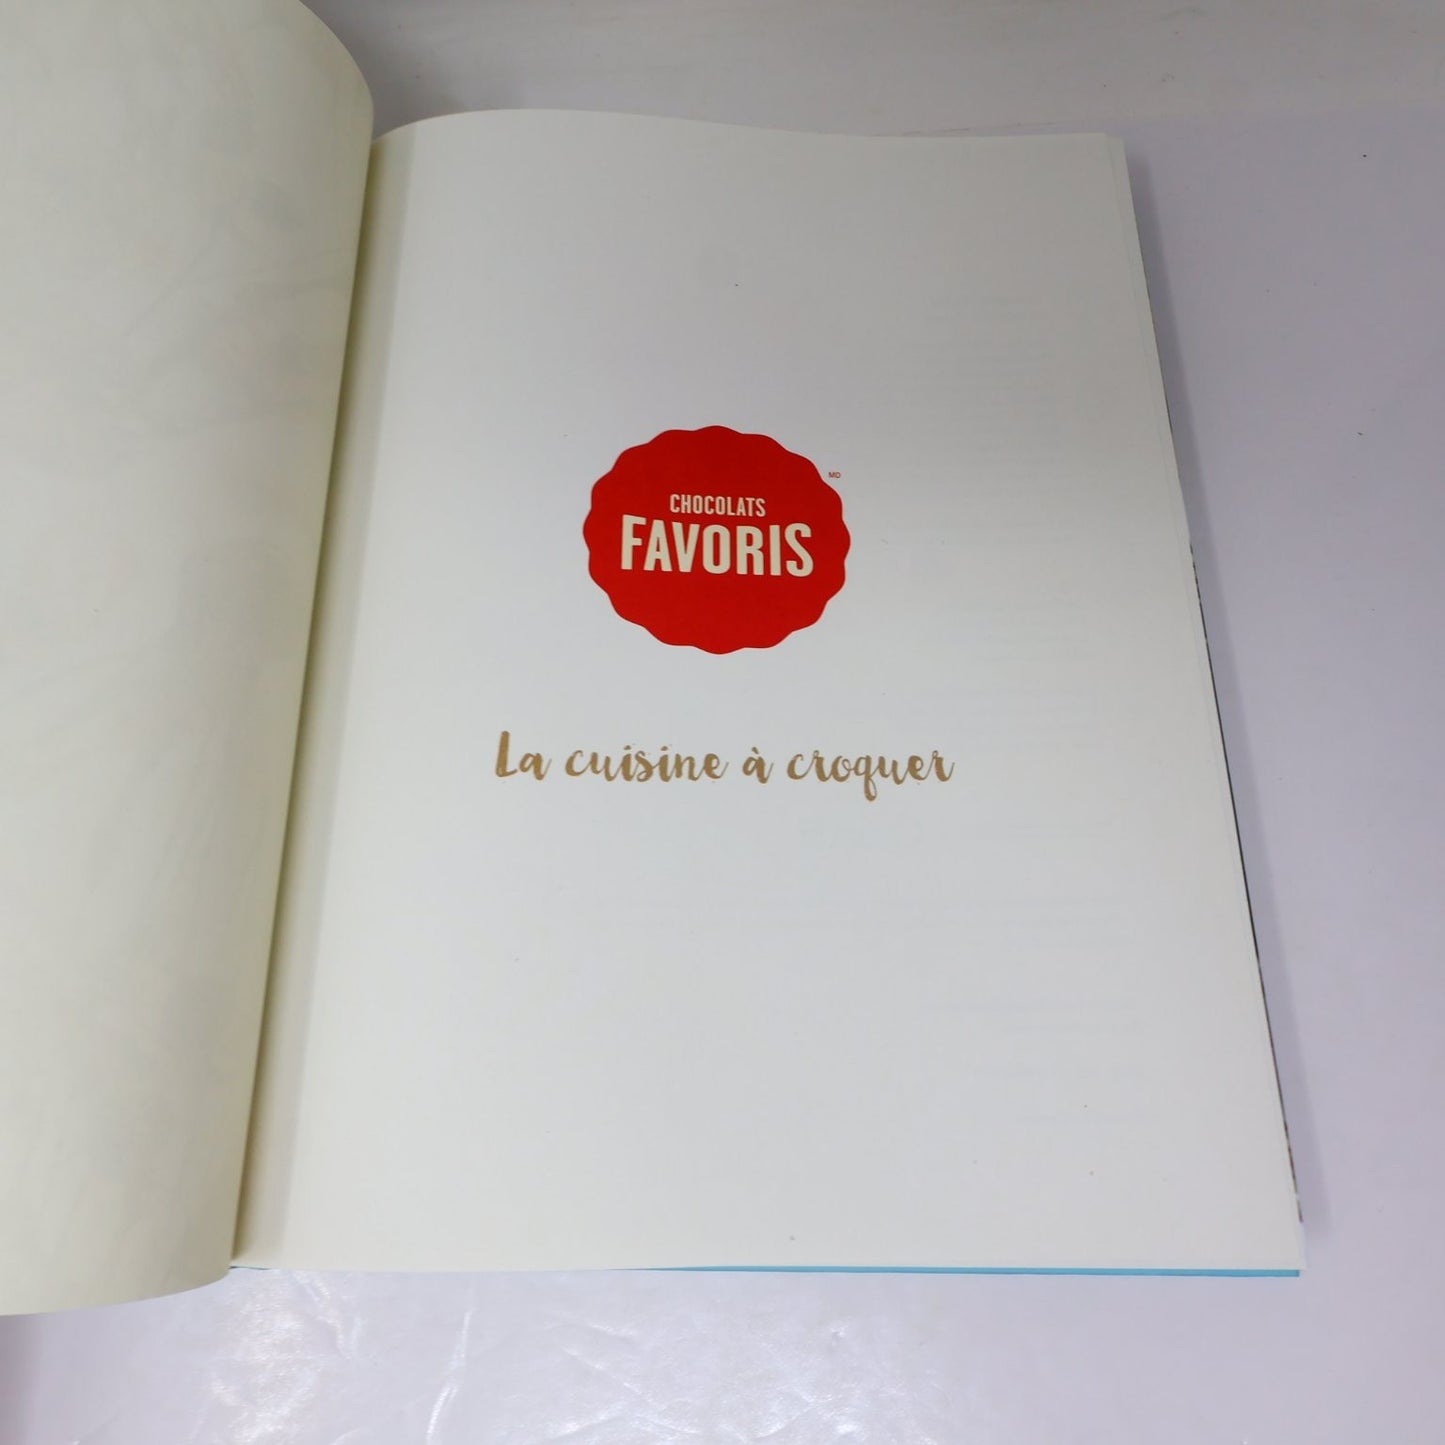 CHOCOLATS
FAVORIS
MD
La cuisine à croquer